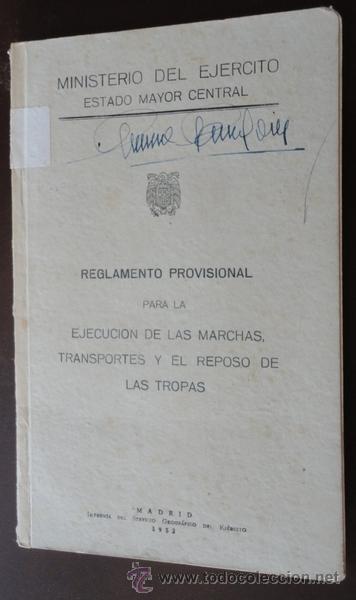 MINISTERIO DEL EJERCITO
ESTADO MAYOR CENTRAL
REGLAMENTO PROVISIONAL
PARA LA
EJECUCION DE LAS MARCHAS,
TRANSPORTES Y EL REPOSO DE
LAS TROPAS
MADRID
IMPRENTA DEL SERVICIO GEOGRÁFICO DEL EJÉRCITO
1952
© www.todocoleccion.net